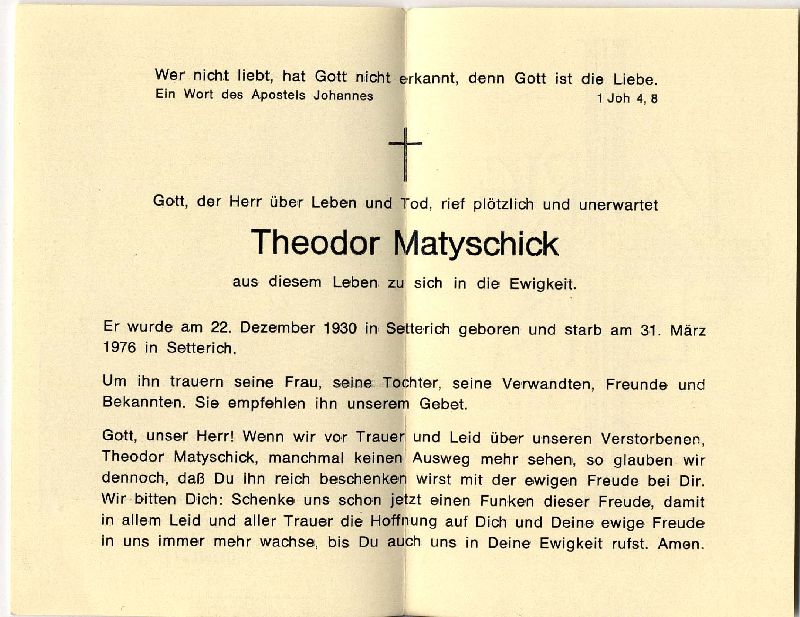 Wer nicht liebt, hat Gott nicht erkannt, denn Gott ist die Liebe.
Ein Wort des Apostels Johannes 1 Joh 4, 8
Gott, der Herr über Leben und Tod, rief plötzlich und unerwartet
Theodor Matyschick
aus diesem Leben zu sich in die Ewigkeit.
Er wurde am 22. Dezember 1930 in Setterich geboren und starb am 31. März
1976 in Setterich.
Um ihn trauern seine Frau, seine Tochter, seine Verwandten, Freunde und
Bekannten. Sie empfehlen ihn unserem Gebet.
Gott, unser Herr! Wenn wir vor Trauer und Leid über unseren Verstorbenen,
Theodor Matyschick, manchmal keinen Ausweg mehr sehen, so glauben wir
dennoch, daß Du ihn reich beschenken wirst mit der ewigen Freude bei Dir.
Wir bitten Dich: Schenke uns schon jetzt einen Funken dieser Freude, damit
in allem Leid und aller Trauer die Hoffnung auf Dich und Deine ewige Freude
in uns immer mehr wachse, bis Du auch uns in Deine Ewigkeit rufst. Amen.